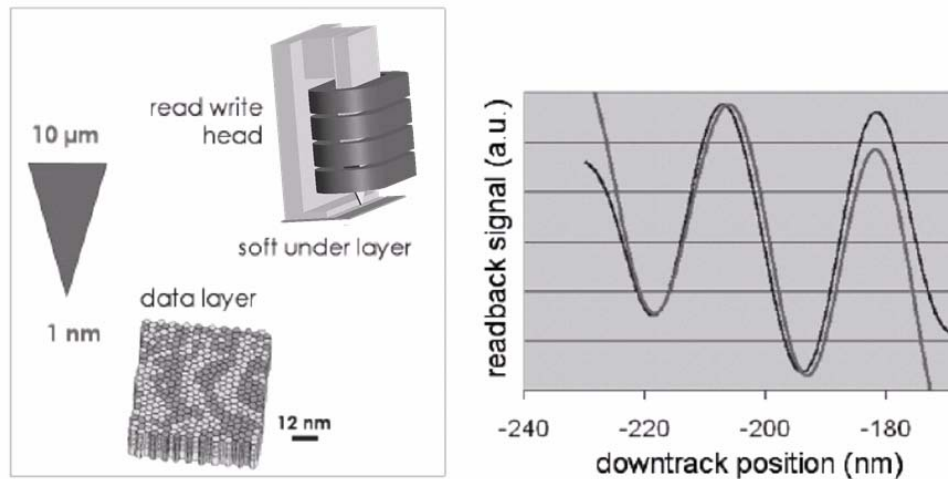 read write
head
10 µm
soft under layer
data layer
1 nm
12 nm
readback signal (a.u.)
-240
-220
-200
-180
downtrack position (nm)